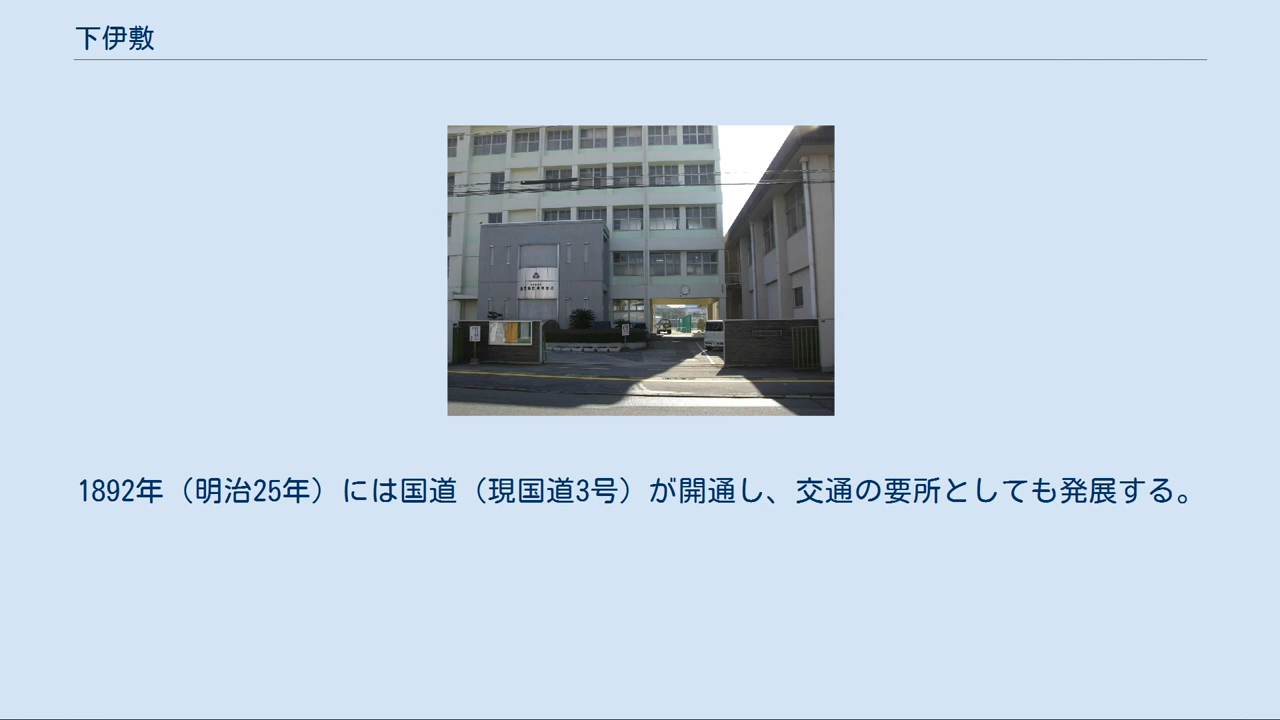 下伊敷
1892年（明治25年）には国道（現国道3号）が開通し、交通の要所としても発展する。